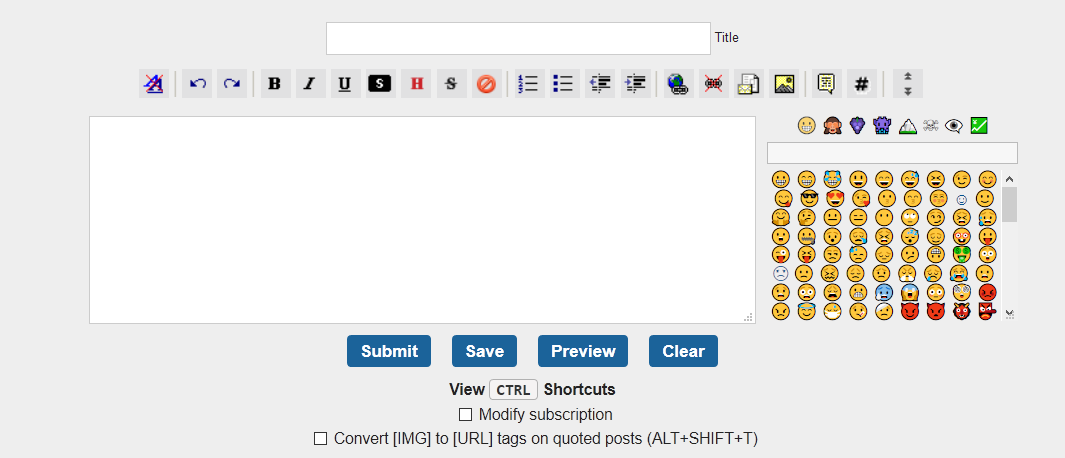 Title
B I U S H S #
Submit Save Preview Clear
View CTRL Shortcuts
Modify subscription
Convert [IMG] to [URL] tags on quoted posts (ALT+SHIFT+T)